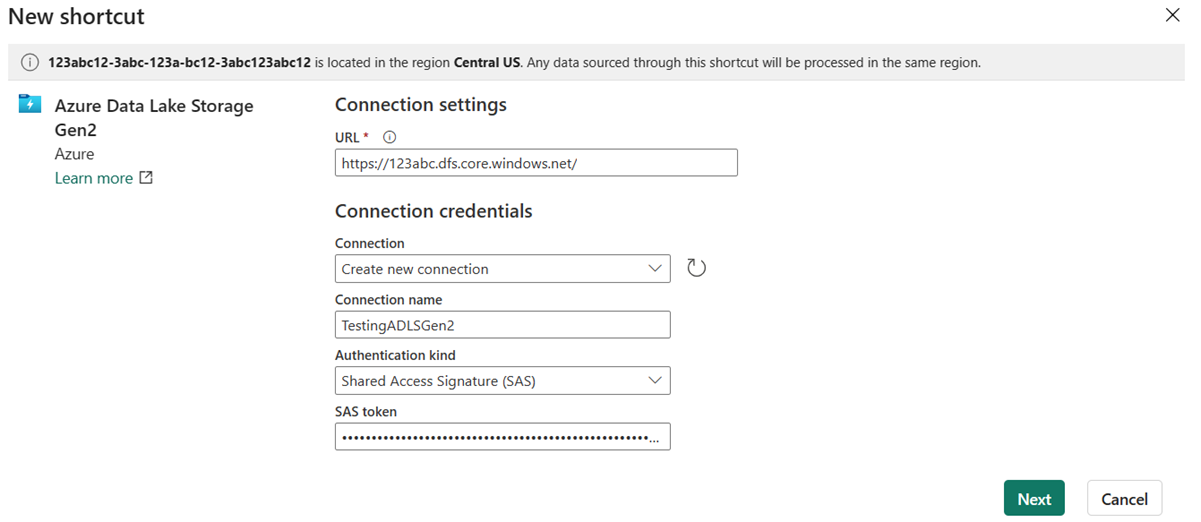 New shortcut
123abc12-3abc-123a-bc12-3abc123abc12 is located in the region Central US. Any data sourced through this shortcut will be processed in the same region.
Azure Data Lake Storage
Gen2
Azure
Learn more
Connection settings
URL *
https://123abc.dfs.core.windows.net/
Connection credentials
Connection
Create new connection
Connection name
TestingADLSGen2
Authentication kind
Shared Access Signature (SAS)
SAS token
••••••••••••••••••••••••••••••••••••••••••••••••••••...
Next
Cancel